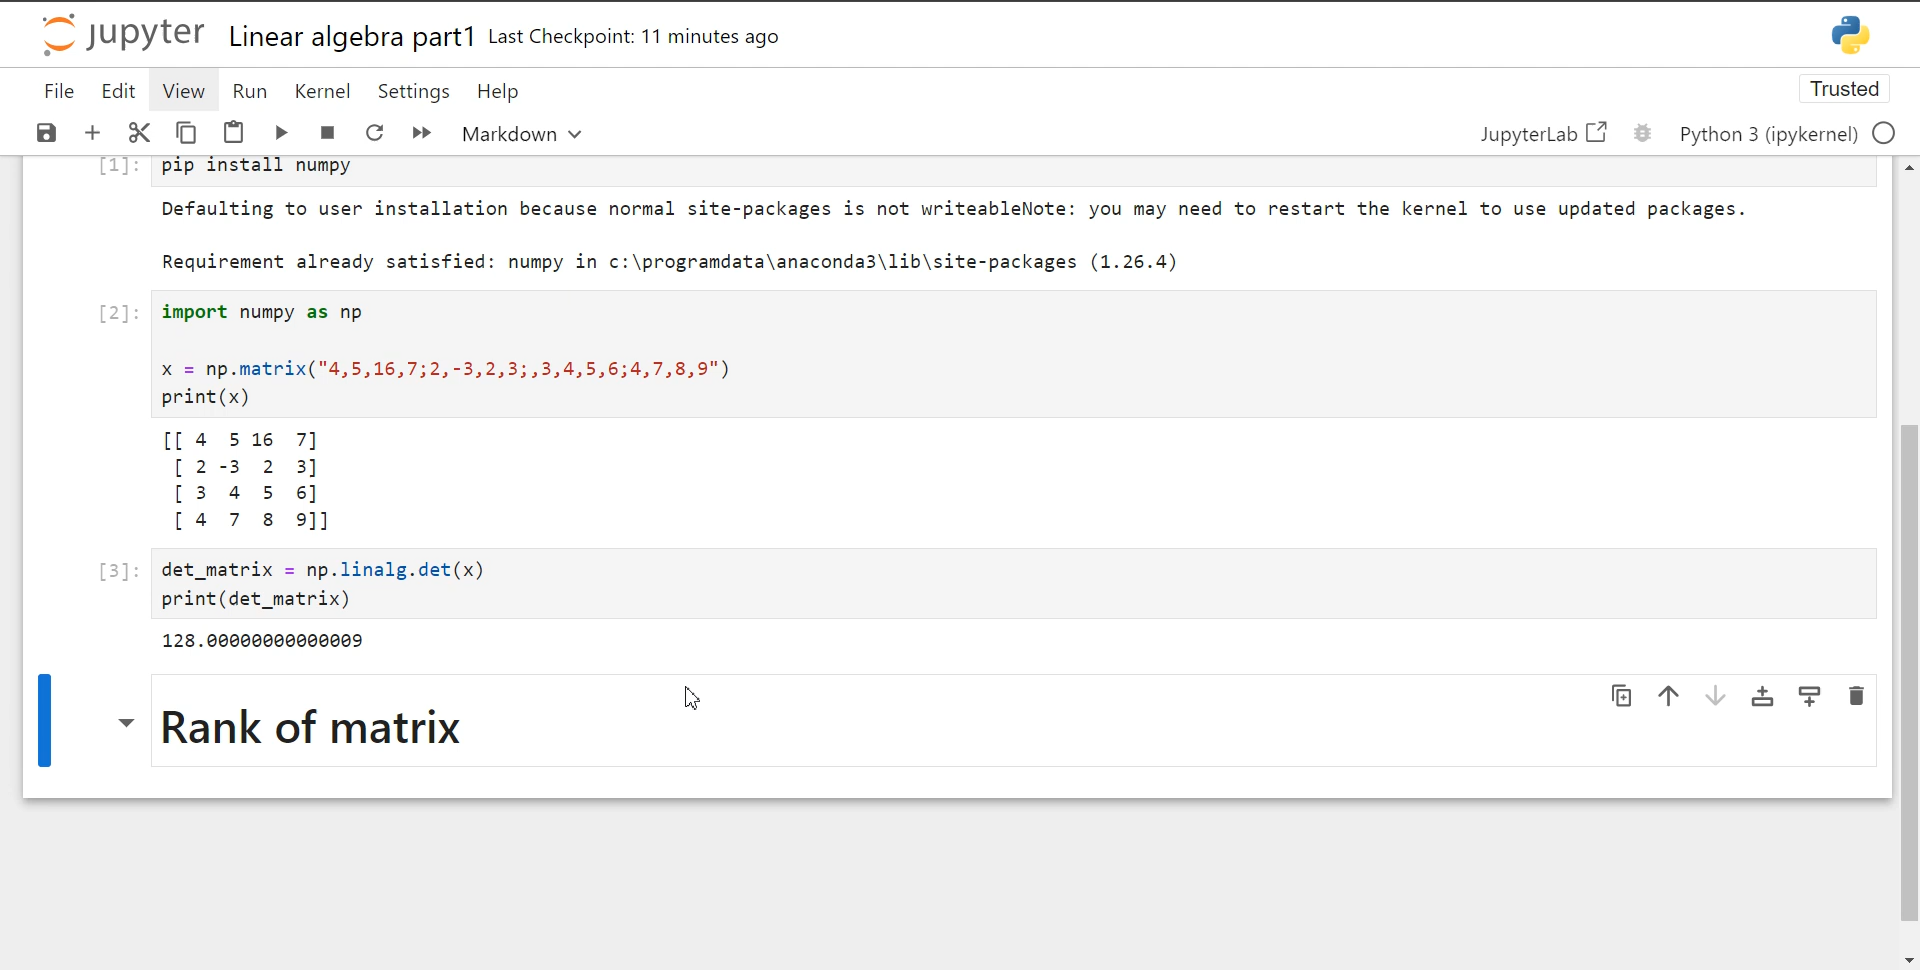 jupyter Linear algebra part1 Last Checkpoint: 11 minutes ago
File Edit View Run Kernel Settings Help Trusted
Markdown JupyterLab Python 3 (ipykernel)
[1]: pip install numpy
Defaulting to user installation because normal site-packages is not writeableNote: you may need to restart the kernel to use updated packages.
Requirement already satisfied: numpy in c:\programdata\anaconda3\lib\site-packages (1.26.4)
[2]: import numpy as np
x = np.matrix("4,5,16,7;2,-3,2,3;,3,4,5,6;4,7,8,9")
print(x)
[[ 4  5 16  7]
 [ 2 -3  2  3]
 [ 3  4  5  6]
 [ 4  7  8  9]]
[3]: det_matrix = np.linalg.det(x)
print(det_matrix)
128.00000000000009
Rank of matrix